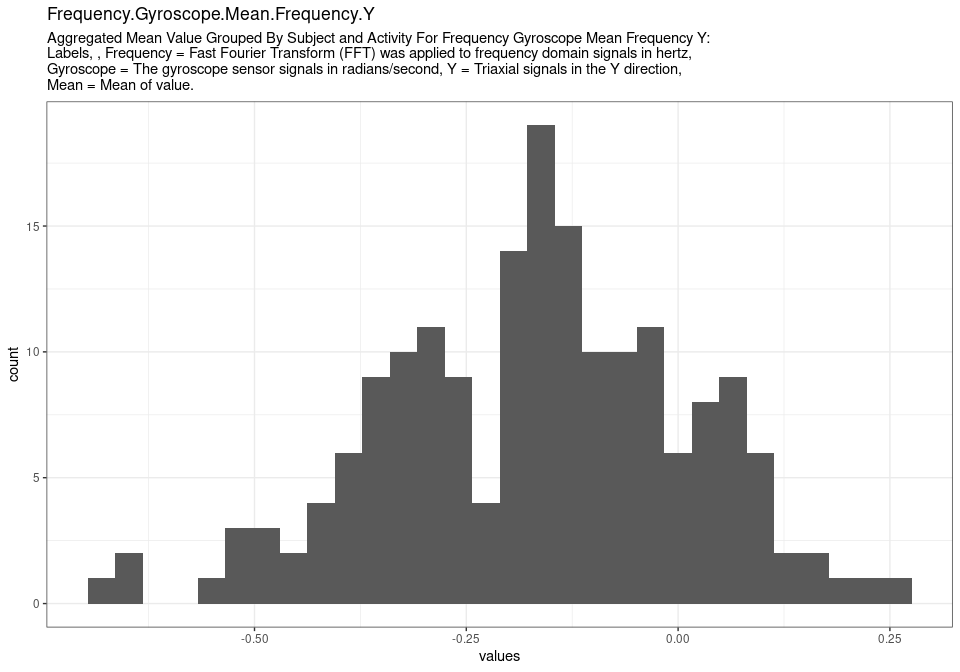 Frequency.Gyroscope.Mean.Frequency.Y
Aggregated Mean Value Grouped By Subject and Activity For Frequency Gyroscope Mean Frequency Y:
Labels, , Frequency = Fast Fourier Transform (FFT) was applied to frequency domain signals in hertz,
Gyroscope = The gyroscope sensor signals in radians/second, Y = Triaxial signals in the Y direction,
Mean = Mean of value.
15
10
count
5
0
-0.50 -0.25 0.00 0.25
values